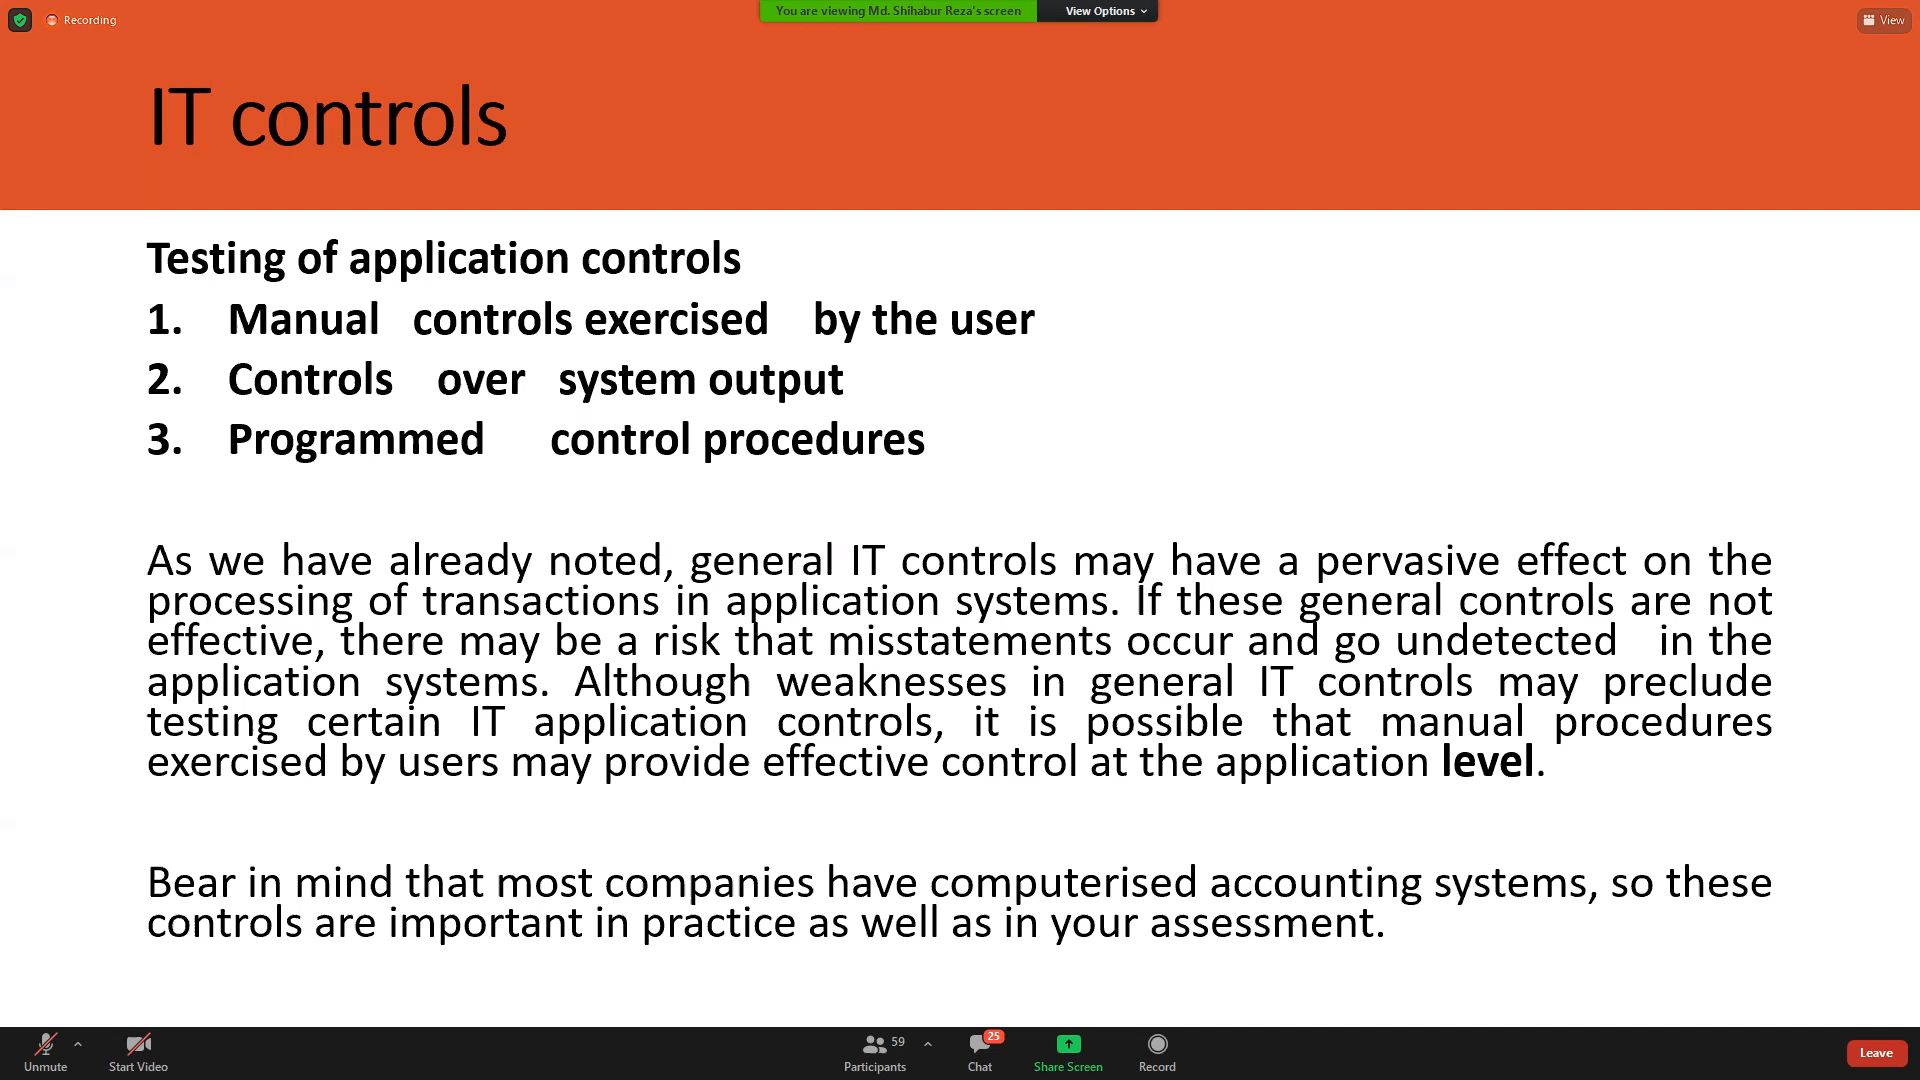 Recording
You are viewing Md. Shihabur Reza's screen
View Options
View
IT controls
Testing of application controls
1. Manual controls exercised by the user
2. Controls over system output
3. Programmed control procedures
As we have already noted, general IT controls may have a pervasive effect on the
processing of transactions in application systems. If these general controls are not
effective, there may be a risk that misstatements occur and go undetected in the
application systems. Although weaknesses in general IT controls may preclude
testing certain IT application controls, it is possible that manual procedures
exercised by users may provide effective control at the application level.
Bear in mind that most companies have computerised accounting systems, so these
controls are important in practice as well as in your assessment.
Unmute
Start Video
59
Participants
25
Chat
Share Screen
Record
Leave